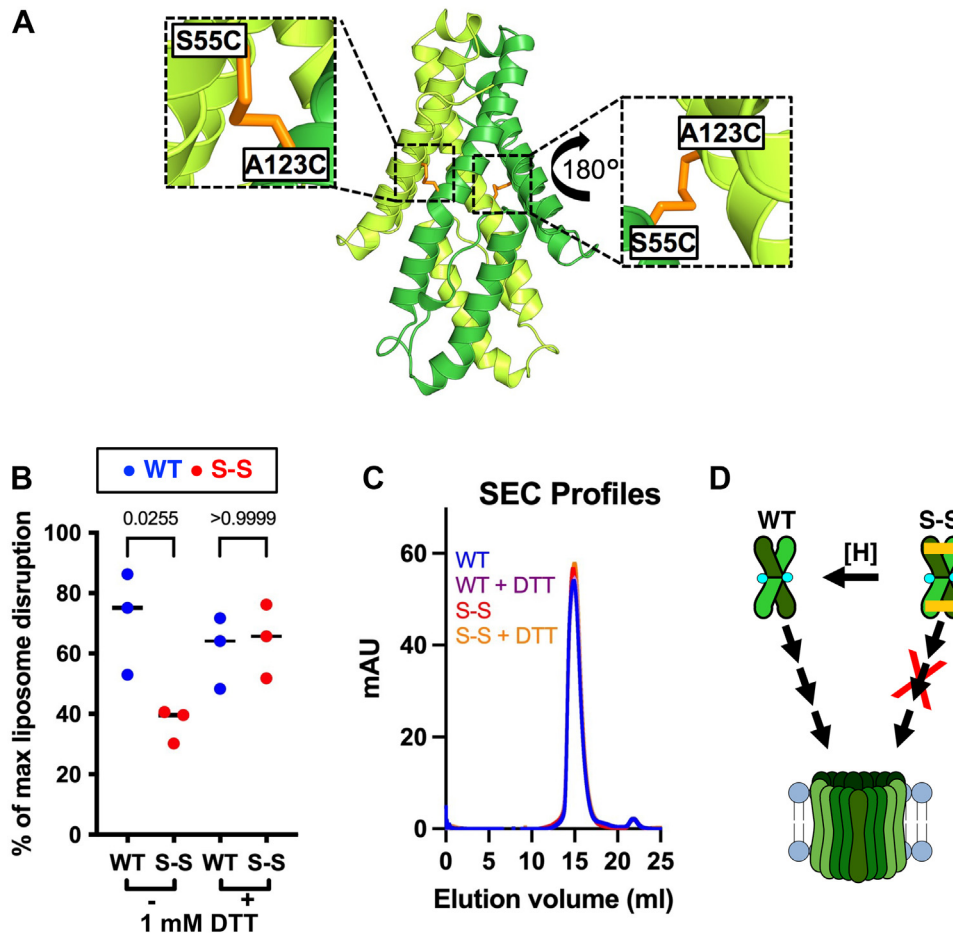 A
S55C
A123C
180°
A123C
S55C
B
WT S-S
0.0255 >0.9999
% of max liposome disruption
100
80
60
40
20
0
WT S-S WT S-S
- +
1 mM DTT
C
SEC Profiles
WT
WT + DTT
S-S
S-S + DTT
mAU
60
40
20
0
0 5 10 15 20 25
Elution volume (ml)
D
WT S-S
[H]